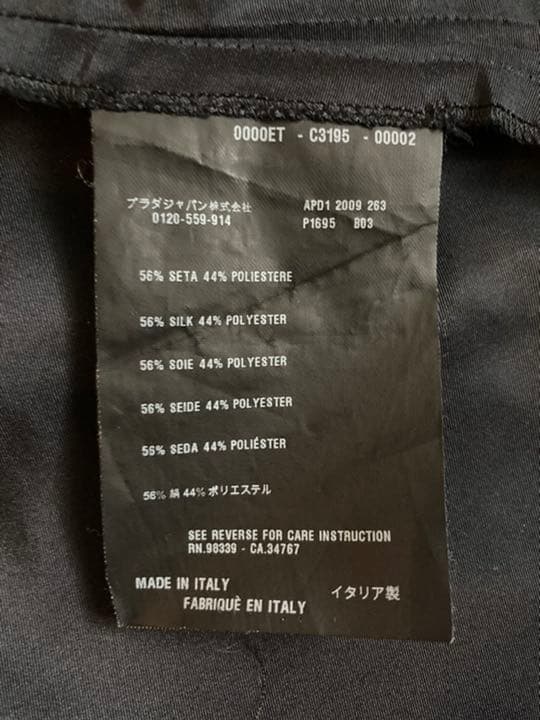 0000ET - C3195 - 00002
プラダジャパン株式会社
0120-559-914
APD1 2009 263
P1695 B03
56% SETA 44% POLIESTERE
56% SILK 44% POLYESTER
56% SOIE 44% POLYESTER
56% SEIDE 44% POLYESTER
56% SEDA 44% POLIÉSTER
56% 絹 44% ポリエステル
SEE REVERSE FOR CARE INSTRUCTION
RN.98339 - CA.34767
MADE IN ITALY
FABRIQUÈ EN ITALY
イタリア製